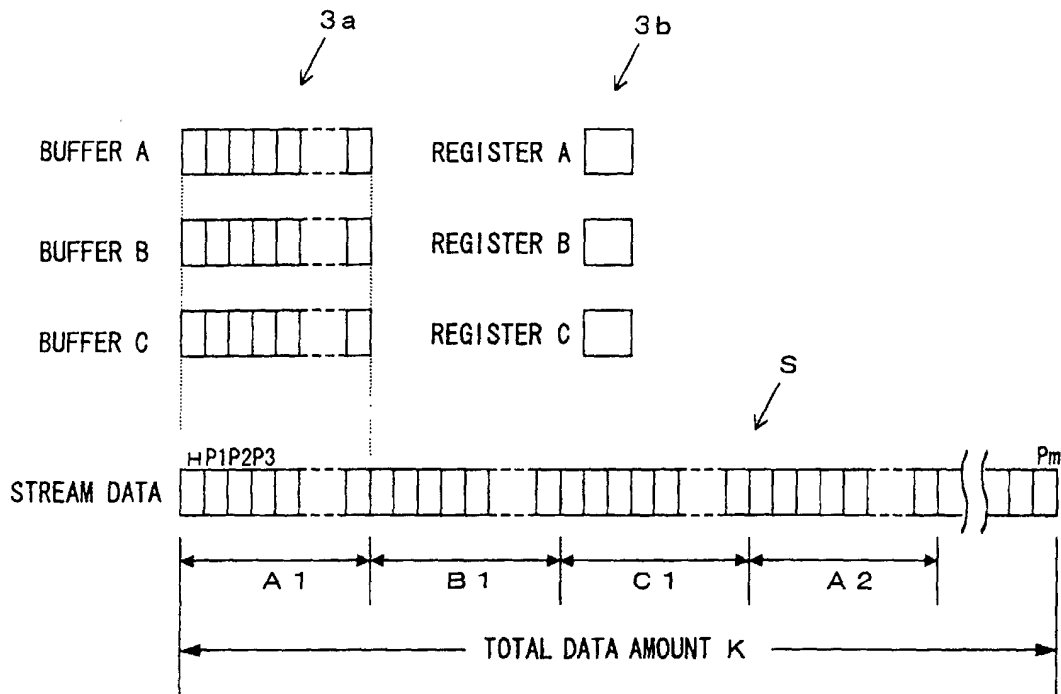 3a
3b
BUFFER A
REGISTER A
BUFFER B
REGISTER B
BUFFER C
REGISTER C
S
HP1P2P3
Pm
STREAM DATA
A1
B1
C1
A2
TOTAL DATA AMOUNT K